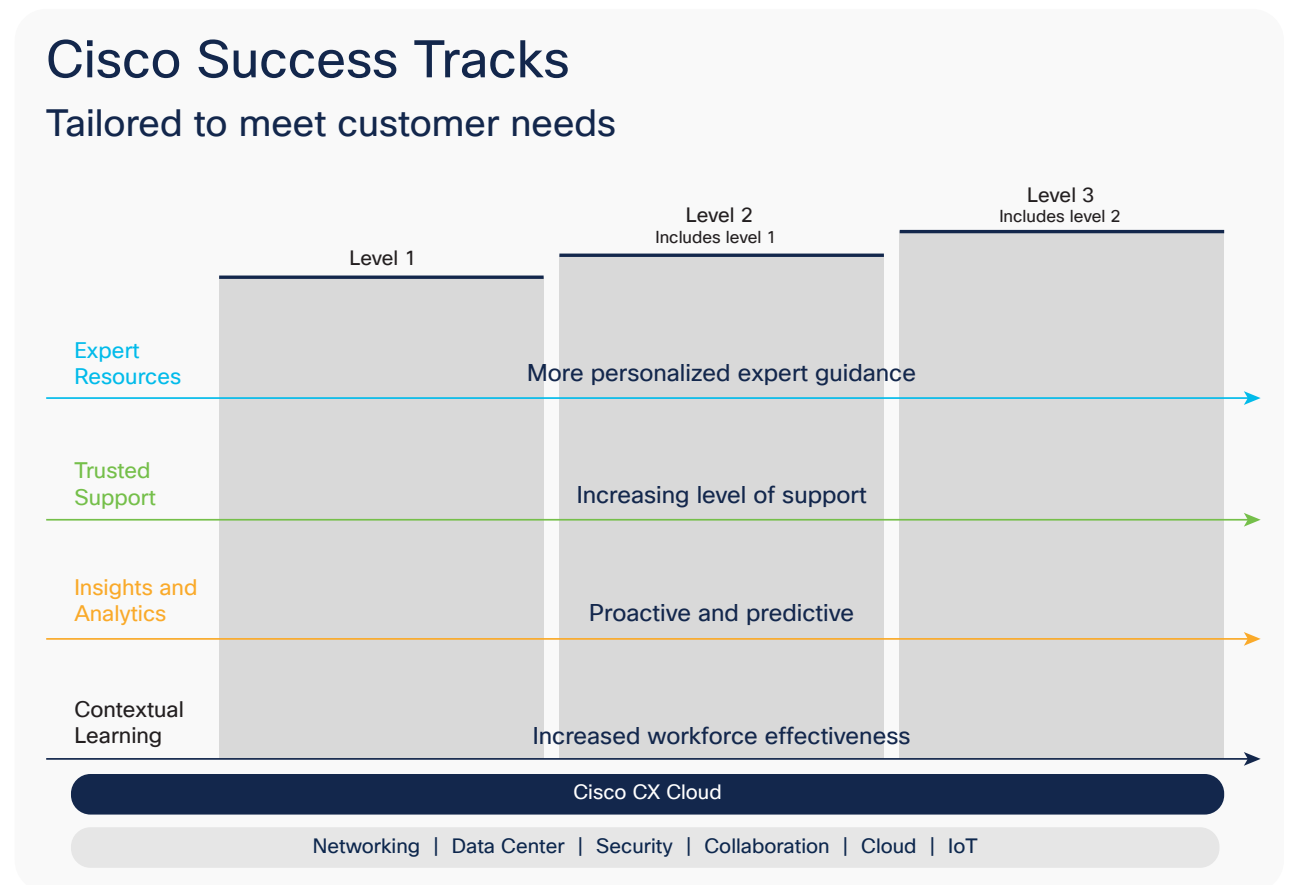 Cisco Success Tracks
Tailored to meet customer needs
Level 1
Level 2
Includes level 1
Level 3
Includes level 2
Expert
Resources
More personalized expert guidance
Trusted
Support
Increasing level of support
Insights and
Analytics
Proactive and predictive
Contextual
Learning
Increased workforce effectiveness
Cisco CX Cloud
Networking | Data Center | Security | Collaboration | Cloud | IoT